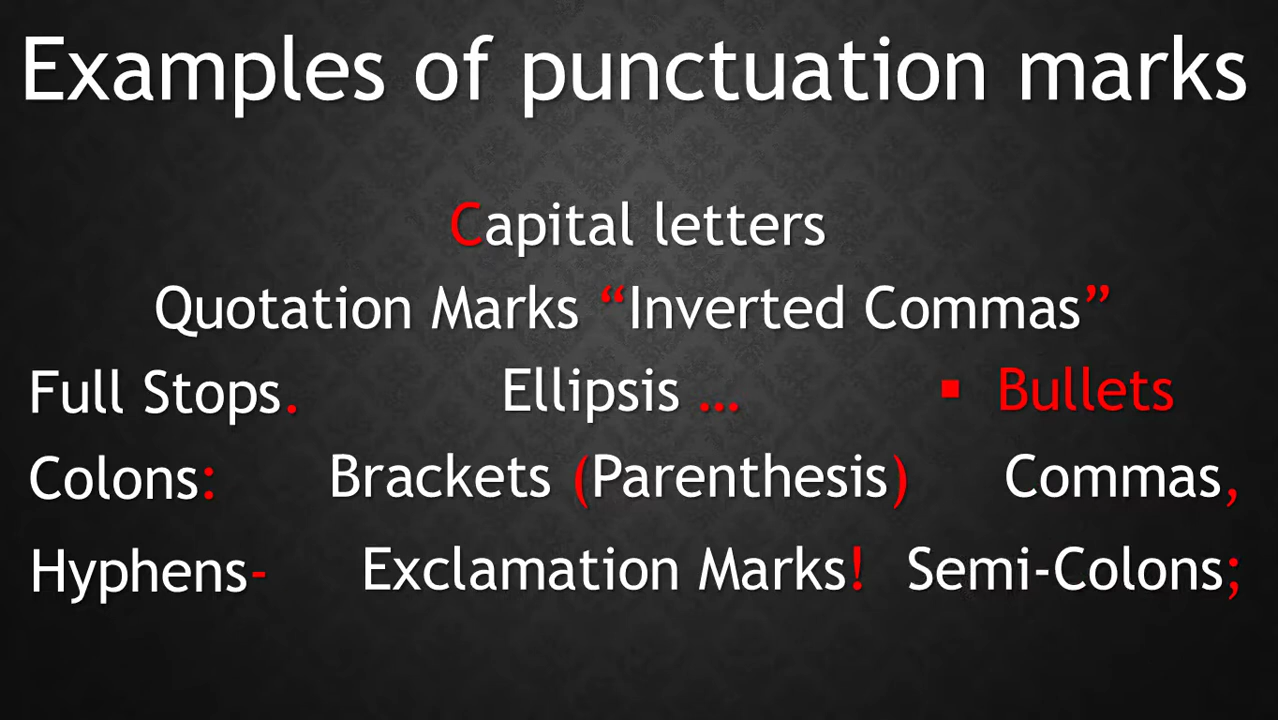 Examples of punctuation marks
Capital letters
Quotation Marks “Inverted Commas”
Full Stops. Ellipsis … ▪ Bullets
Colons: Brackets (Parenthesis) Commas,
Hyphens- Exclamation Marks! Semi-Colons;